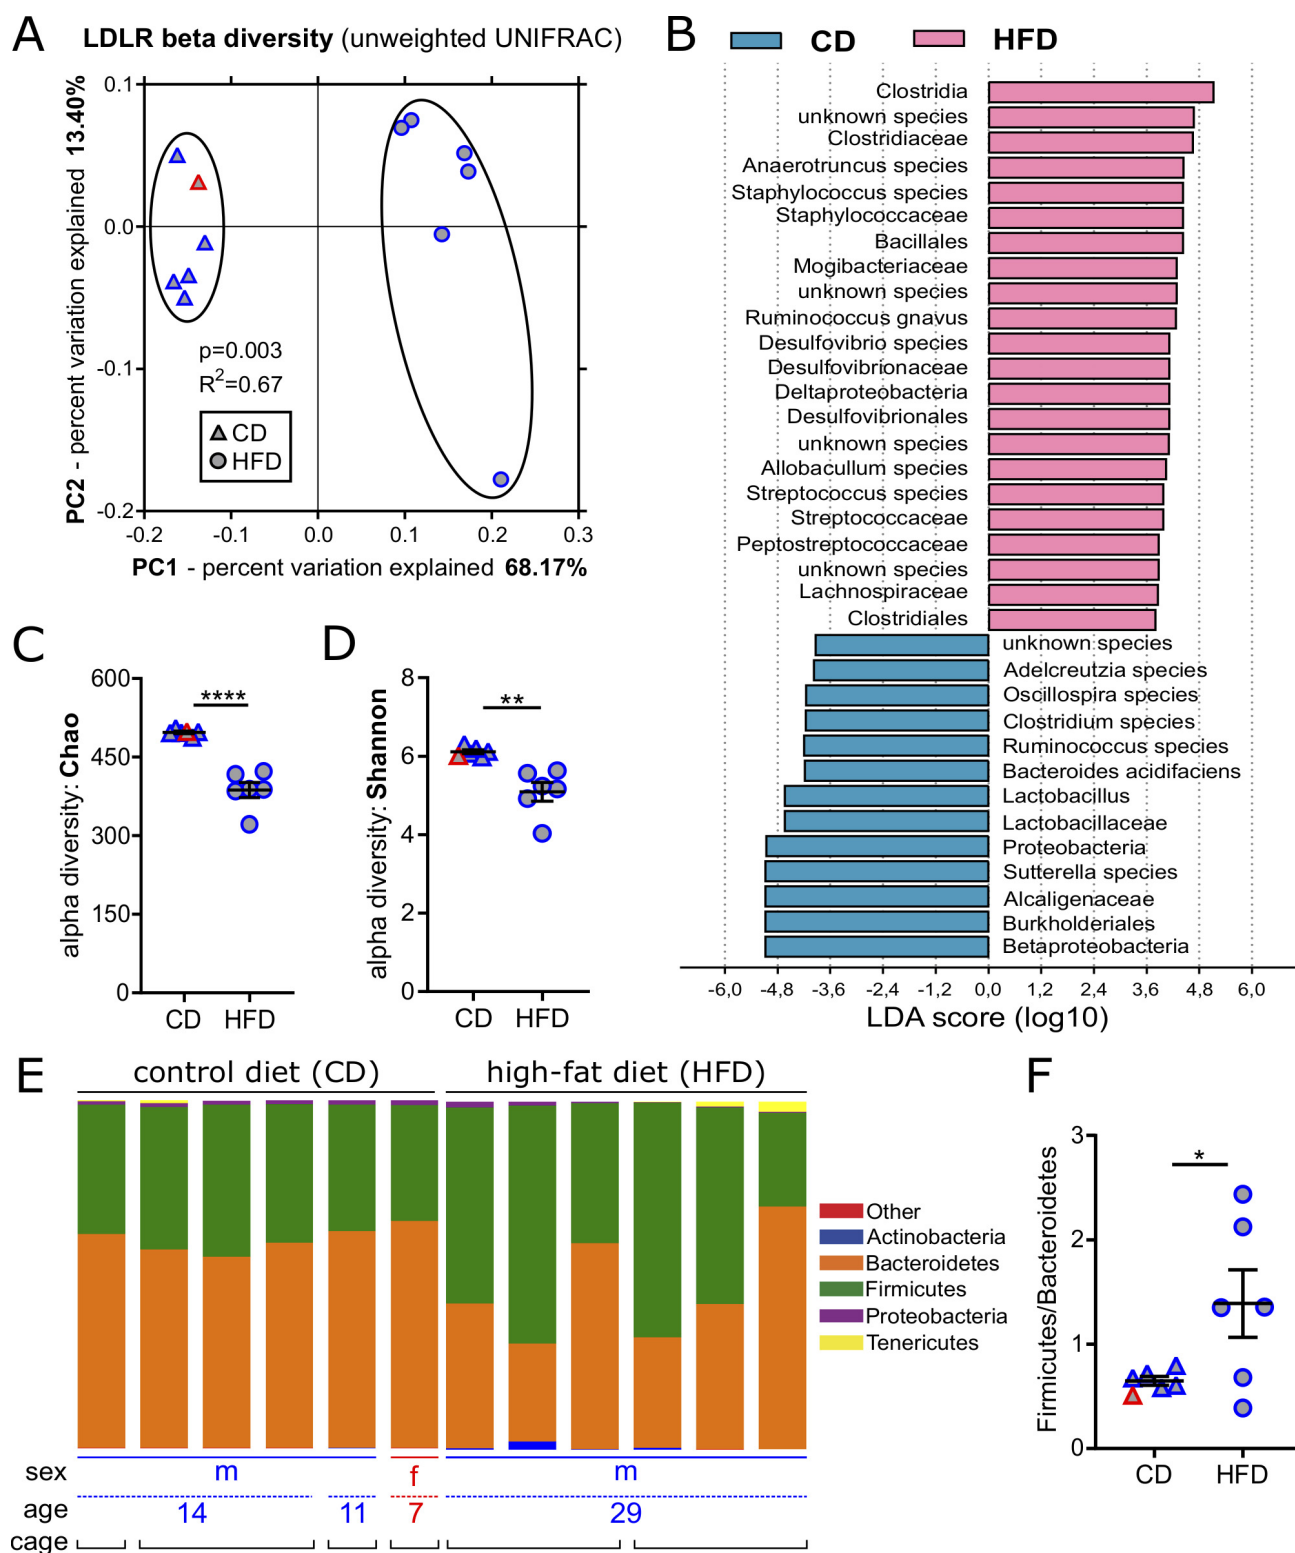 A
LDLR beta diversity (unweighted UNIFRAC)
PC2 - percent variation explained 13.40%
0.1
0.0
-0.1
-0.2
p=0.003
R²=0.67
CD
HFD
-0.2 -0.1 0.0 0.1 0.2 0.3
PC1 - percent variation explained 68.17%
B
CD HFD
Clostridia
unknown species
Clostridiaceae
Anaerotruncus species
Staphylococcus species
Staphylococcaceae
Bacillales
Mogibacteriaceae
unknown species
Ruminococcus gnavus
Desulfovibrio species
Desulfovibrionaceae
Deltaproteobacteria
Desulfovibrionales
unknown species
Allobacullum species
Streptococcus species
Streptococcaceae
Peptostreptococcaceae
unknown species
Lachnospiraceae
Clostridiales
unknown species
Adelcreutzia species
Oscillospira species
Clostridium species
Ruminococcus species
Bacteroides acidifaciens
Lactobacillus
Lactobacillaceae
Proteobacteria
Sutterella species
Alcaligenaceae
Burkholderiales
Betaproteobacteria
-6,0 -4,8 -3,6 -2,4 -1,2 0,0 1,2 2,4 3,6 4,8 6,0
LDA score (log10)
C
alpha diversity: Chao
600
450
300
150
0
****
CD HFD
D
alpha diversity: Shannon
8
6
4
2
0
**
CD HFD
E
control diet (CD) high-fat diet (HFD)
Other
Actinobacteria
Bacteroidetes
Firmicutes
Proteobacteria
Tenericutes
sex m f m
age 14 11 7 29
cage
F
Firmicutes/Bacteroidetes
3
2
1
0
*
CD HFD